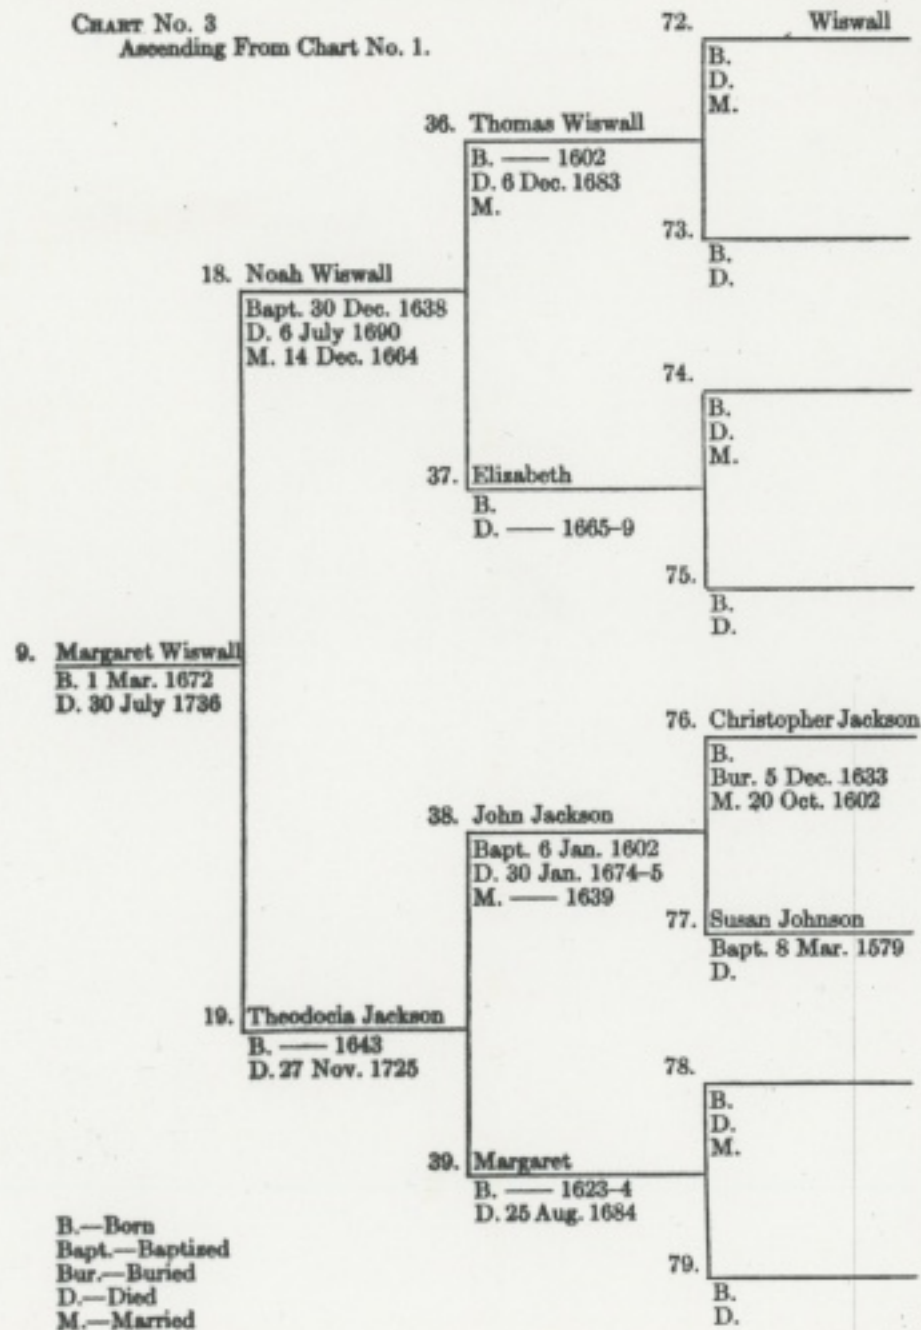 CHART No. 3
Ascending From Chart No. 1.
72. Wiswall
B.
D.
M.
36. Thomas Wiswall
B. —— 1602
D. 6 Dec. 1683
M.
73.
B.
D.
18. Noah Wiswall
Bapt. 30 Dec. 1638
D. 6 July 1690
M. 14 Dec. 1664
74.
B.
D.
M.
37. Elizabeth
B.
D. —— 1665–9
75.
B.
D.
9. Margaret Wiswall
B. 1 Mar. 1672
D. 30 July 1736
76. Christopher Jackson
B.
Bur. 5 Dec. 1633
M. 20 Oct. 1602
38. John Jackson
Bapt. 6 Jan. 1602
D. 30 Jan. 1674–5
M. —— 1639
77. Susan Johnson
Bapt. 8 Mar. 1579
D.
19. Theodocia Jackson
B. —— 1643
D. 27 Nov. 1725
78.
B.
D.
M.
39. Margaret
B. —— 1623–4
D. 25 Aug. 1684
79.
B.
D.
B.—Born
Bapt.—Baptized
Bur.—Buried
D.—Died
M.—Married